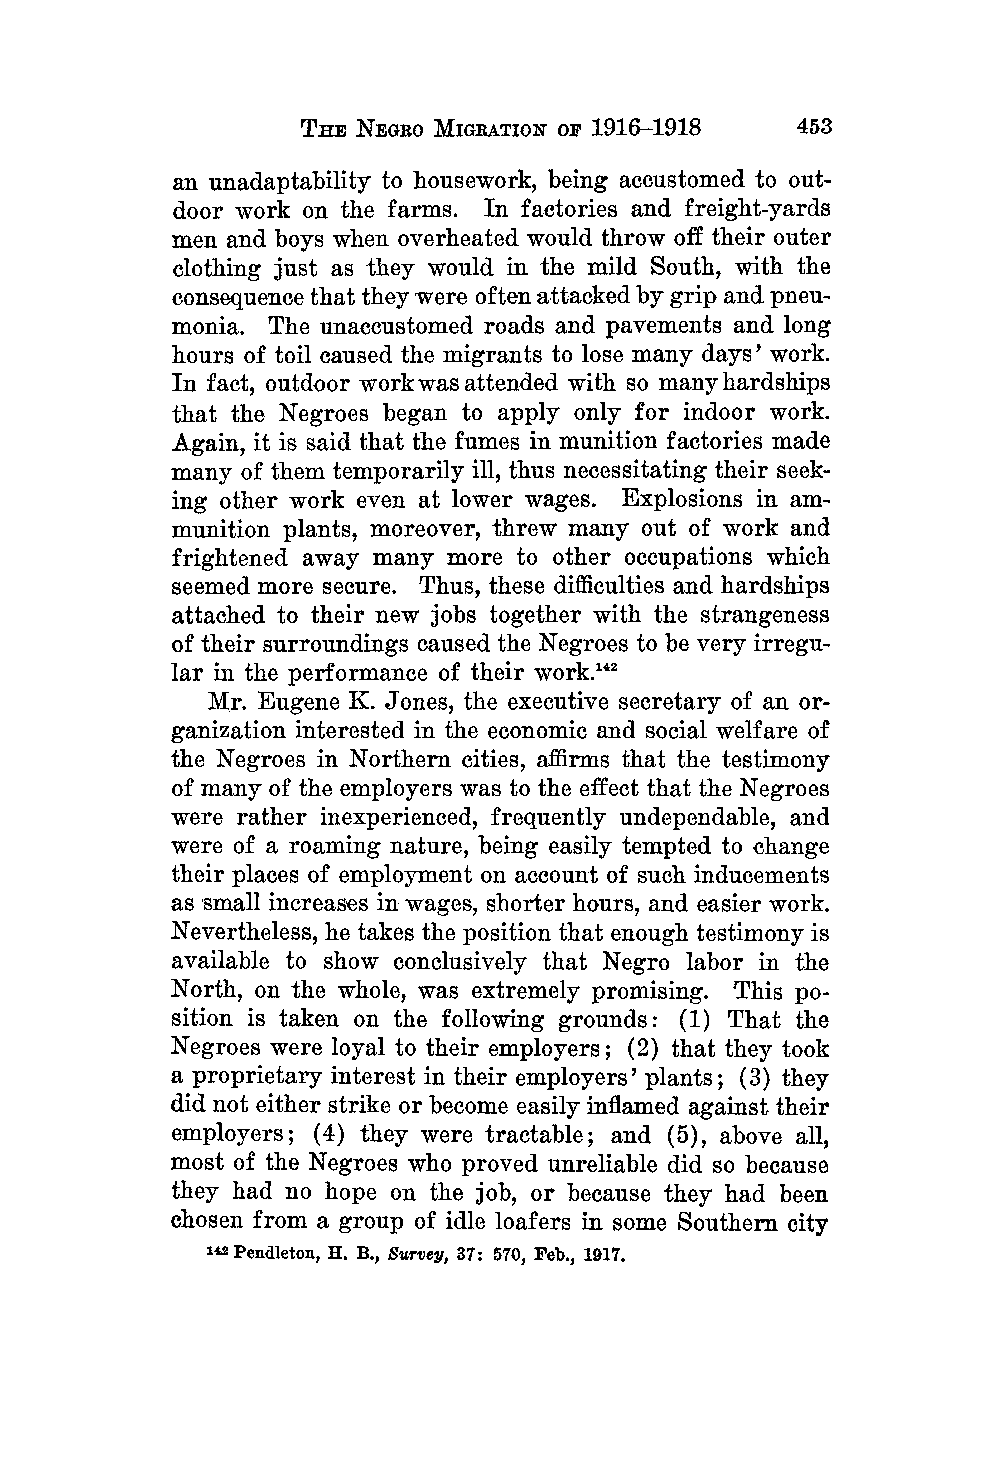 THE NEGRO MIGRATION OF 1916–1918 453
an unadaptability to housework, being accustomed to out-
door work on the farms. In factories and freight-yards
men and boys when overheated would throw off their outer
clothing just as they would in the mild South, with the
consequence that they were often attacked by grip and pneu-
monia. The unaccustomed roads and pavements and long
hours of toil caused the migrants to lose many days' work.
In fact, outdoor work was attended with so many hardships
that the Negroes began to apply only for indoor work.
Again, it is said that the fumes in munition factories made
many of them temporarily ill, thus necessitating their seek-
ing other work even at lower wages. Explosions in am-
munition plants, moreover, threw many out of work and
frightened away many more to other occupations which
seemed more secure. Thus, these difficulties and hardships
attached to their new jobs together with the strangeness
of their surroundings caused the Negroes to be very irregu-
lar in the performance of their work.¹⁴²
Mr. Eugene K. Jones, the executive secretary of an or-
ganization interested in the economic and social welfare of
the Negroes in Northern cities, affirms that the testimony
of many of the employers was to the effect that the Negroes
were rather inexperienced, frequently undependable, and
were of a roaming nature, being easily tempted to change
their places of employment on account of such inducements
as small increases in wages, shorter hours, and easier work.
Nevertheless, he takes the position that enough testimony is
available to show conclusively that Negro labor in the
North, on the whole, was extremely promising. This po-
sition is taken on the following grounds: (1) That the
Negroes were loyal to their employers; (2) that they took
a proprietary interest in their employers' plants; (3) they
did not either strike or become easily inflamed against their
employers; (4) they were tractable; and (5), above all,
most of the Negroes who proved unreliable did so because
they had no hope on the job, or because they had been
chosen from a group of idle loafers in some Southern city
¹⁴² Pendleton, H. B., Survey, 37: 570, Feb., 1917.